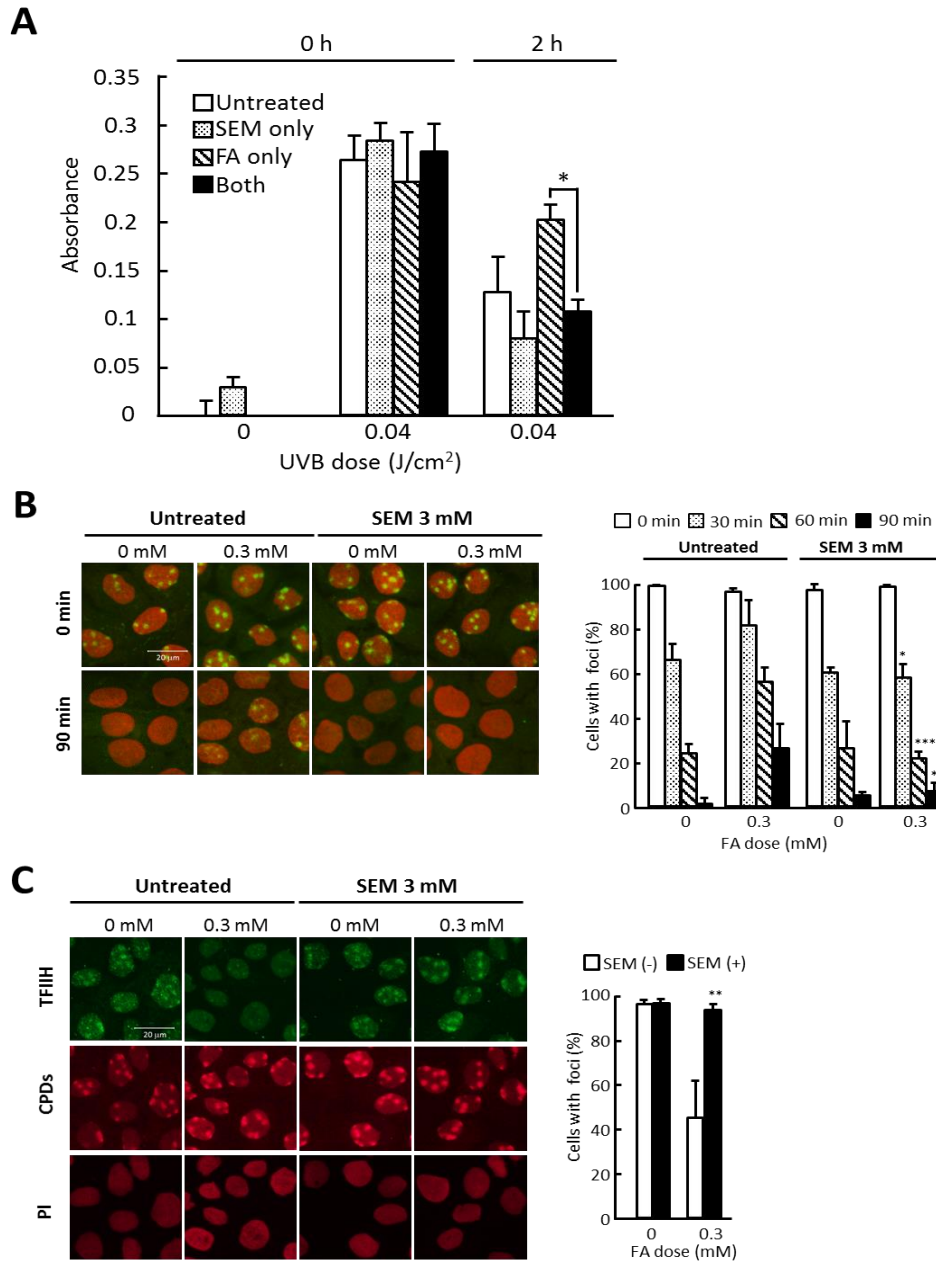 A
0 h 2 h
0.35
0.3
0.25
0.2
0.15
0.1
0.05
0
Absorbance
Untreated
SEM only
FA only
Both
*
0 0.04 0.04
UVB dose (J/cm²)
B
Untreated SEM 3 mM
0 mM 0.3 mM 0 mM 0.3 mM
0 min
20 μm
90 min
0 min 30 min 60 min 90 min
Untreated SEM 3 mM
100
80
60
40
20
0
Cells with foci (%)
*
***
*
0 0.3 0 0.3
FA dose (mM)
C
Untreated SEM 3 mM
0 mM 0.3 mM 0 mM 0.3 mM
TFIIH
20 μm
CPDs
PI
SEM (-) SEM (+)
100
80
60
40
20
0
Cells with foci (%)
**
0 0.3
FA dose (mM)